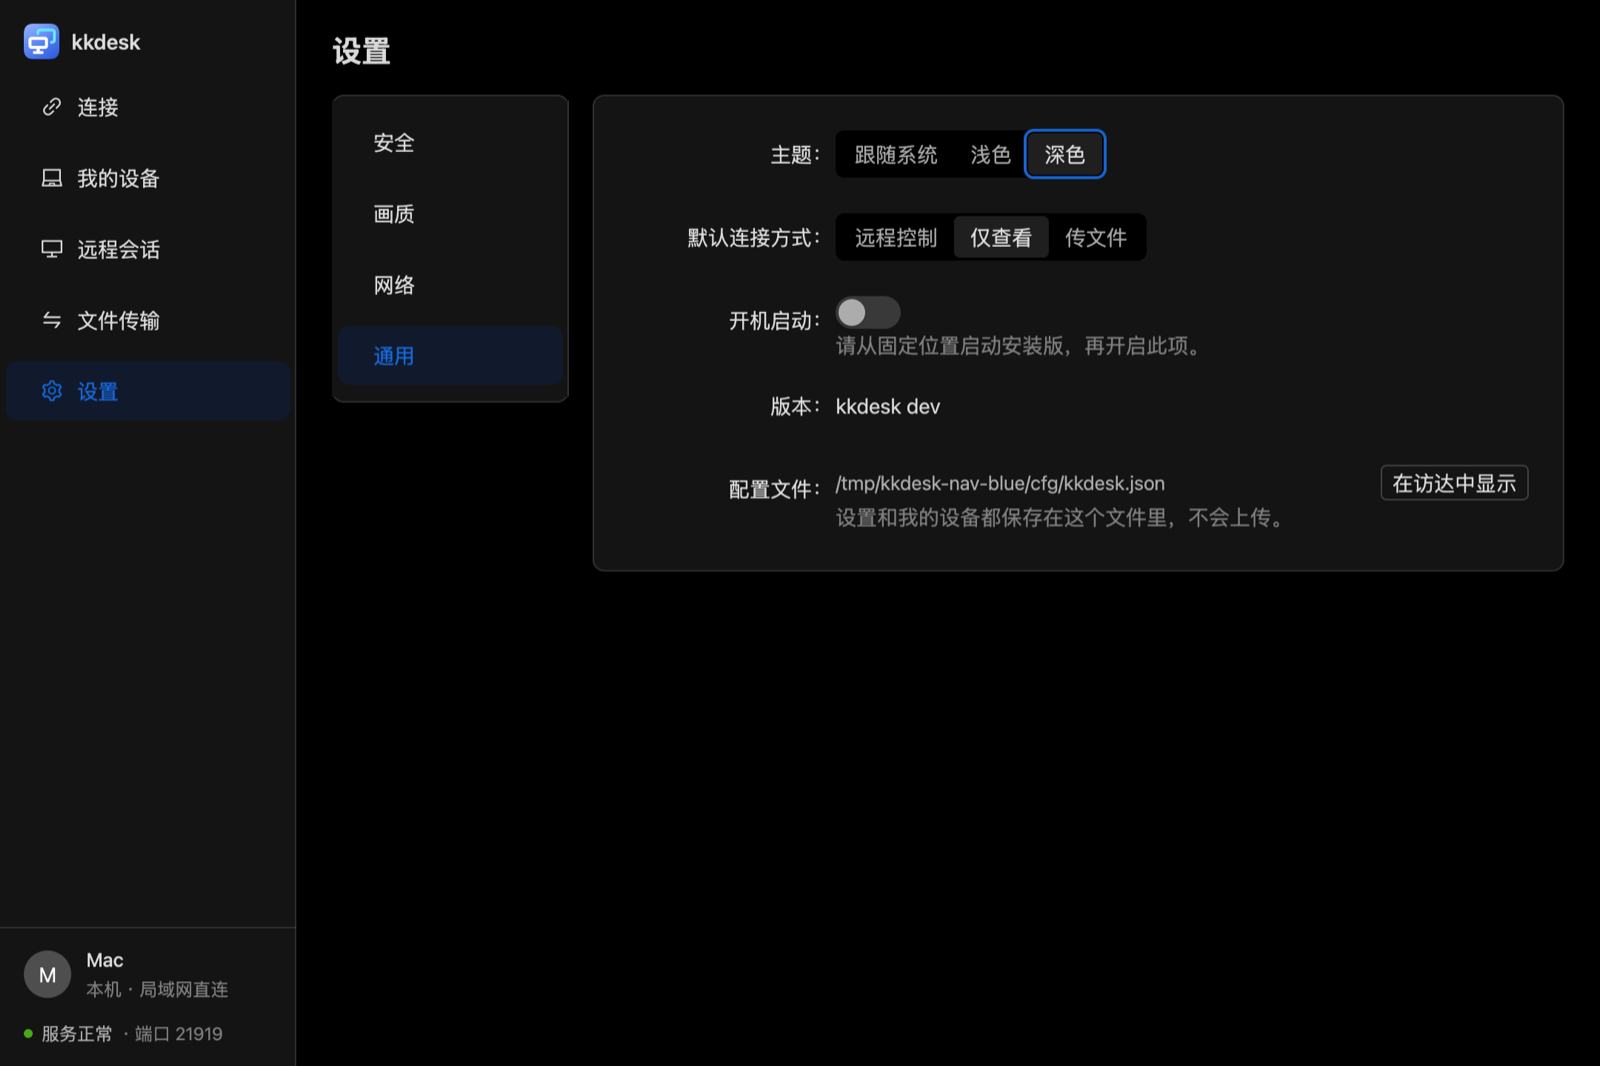 kkdesk
连接
我的设备
远程会话
文件传输
设置
Mac
M
本机 · 局域网直连
服务正常 · 端口 21919
设置
安全
画质
网络
通用
主题： 跟随系统 浅色 深色
默认连接方式： 远程控制 仅查看 传文件
开机启动：
请从固定位置启动安装版，再开启此项。
版本： kkdesk dev
配置文件： /tmp/kkdesk-nav-blue/cfg/kkdesk.json 在访达中显示
设置和我的设备都保存在这个文件里，不会上传。